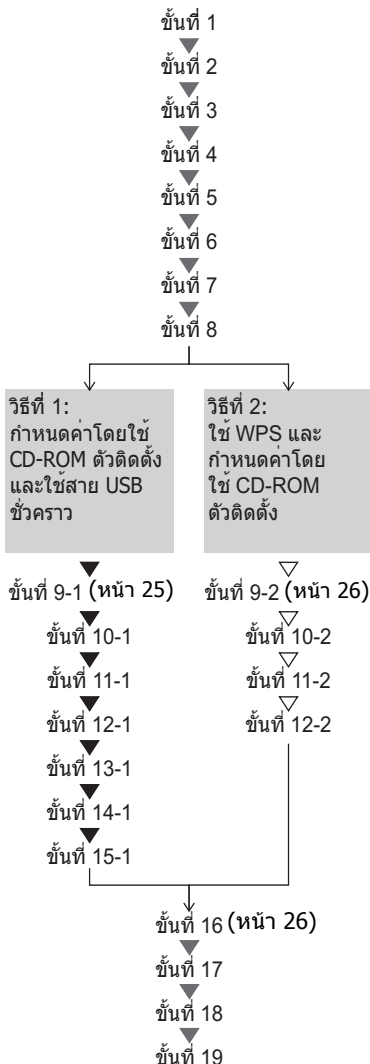 ขั้นที่ 1
ขั้นที่ 2
ขั้นที่ 3
ขั้นที่ 4
ขั้นที่ 5
ขั้นที่ 6
ขั้นที่ 7
ขั้นที่ 8
วิธีที่ 1:
กำหนดค่าโดยใช้
CD-ROM ตัวติดตั้ง
และใช้สาย USB
ชั่วคราว
วิธีที่ 2:
ใช้ WPS และ
กำหนดค่าโดย
ใช้ CD-ROM
ตัวติดตั้ง
ขั้นที่ 9-1 (หน้า 25)
ขั้นที่ 10-1
ขั้นที่ 11-1
ขั้นที่ 12-1
ขั้นที่ 13-1
ขั้นที่ 14-1
ขั้นที่ 15-1
ขั้นที่ 9-2 (หน้า 26)
ขั้นที่ 10-2
ขั้นที่ 11-2
ขั้นที่ 12-2
ขั้นที่ 16 (หน้า 26)
ขั้นที่ 17
ขั้นที่ 18
ขั้นที่ 19